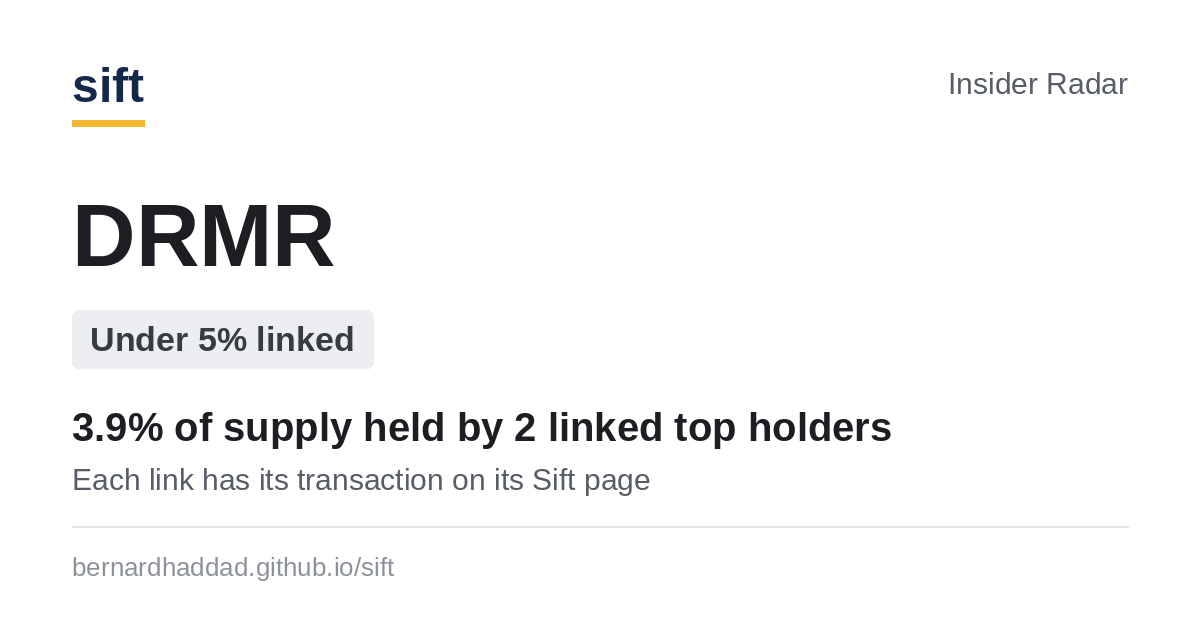 sift
Insider Radar
DRMR
Under 5% linked
3.9% of supply held by 2 linked top holders
Each link has its transaction on its Sift page
bernardhaddad.github.io/sift